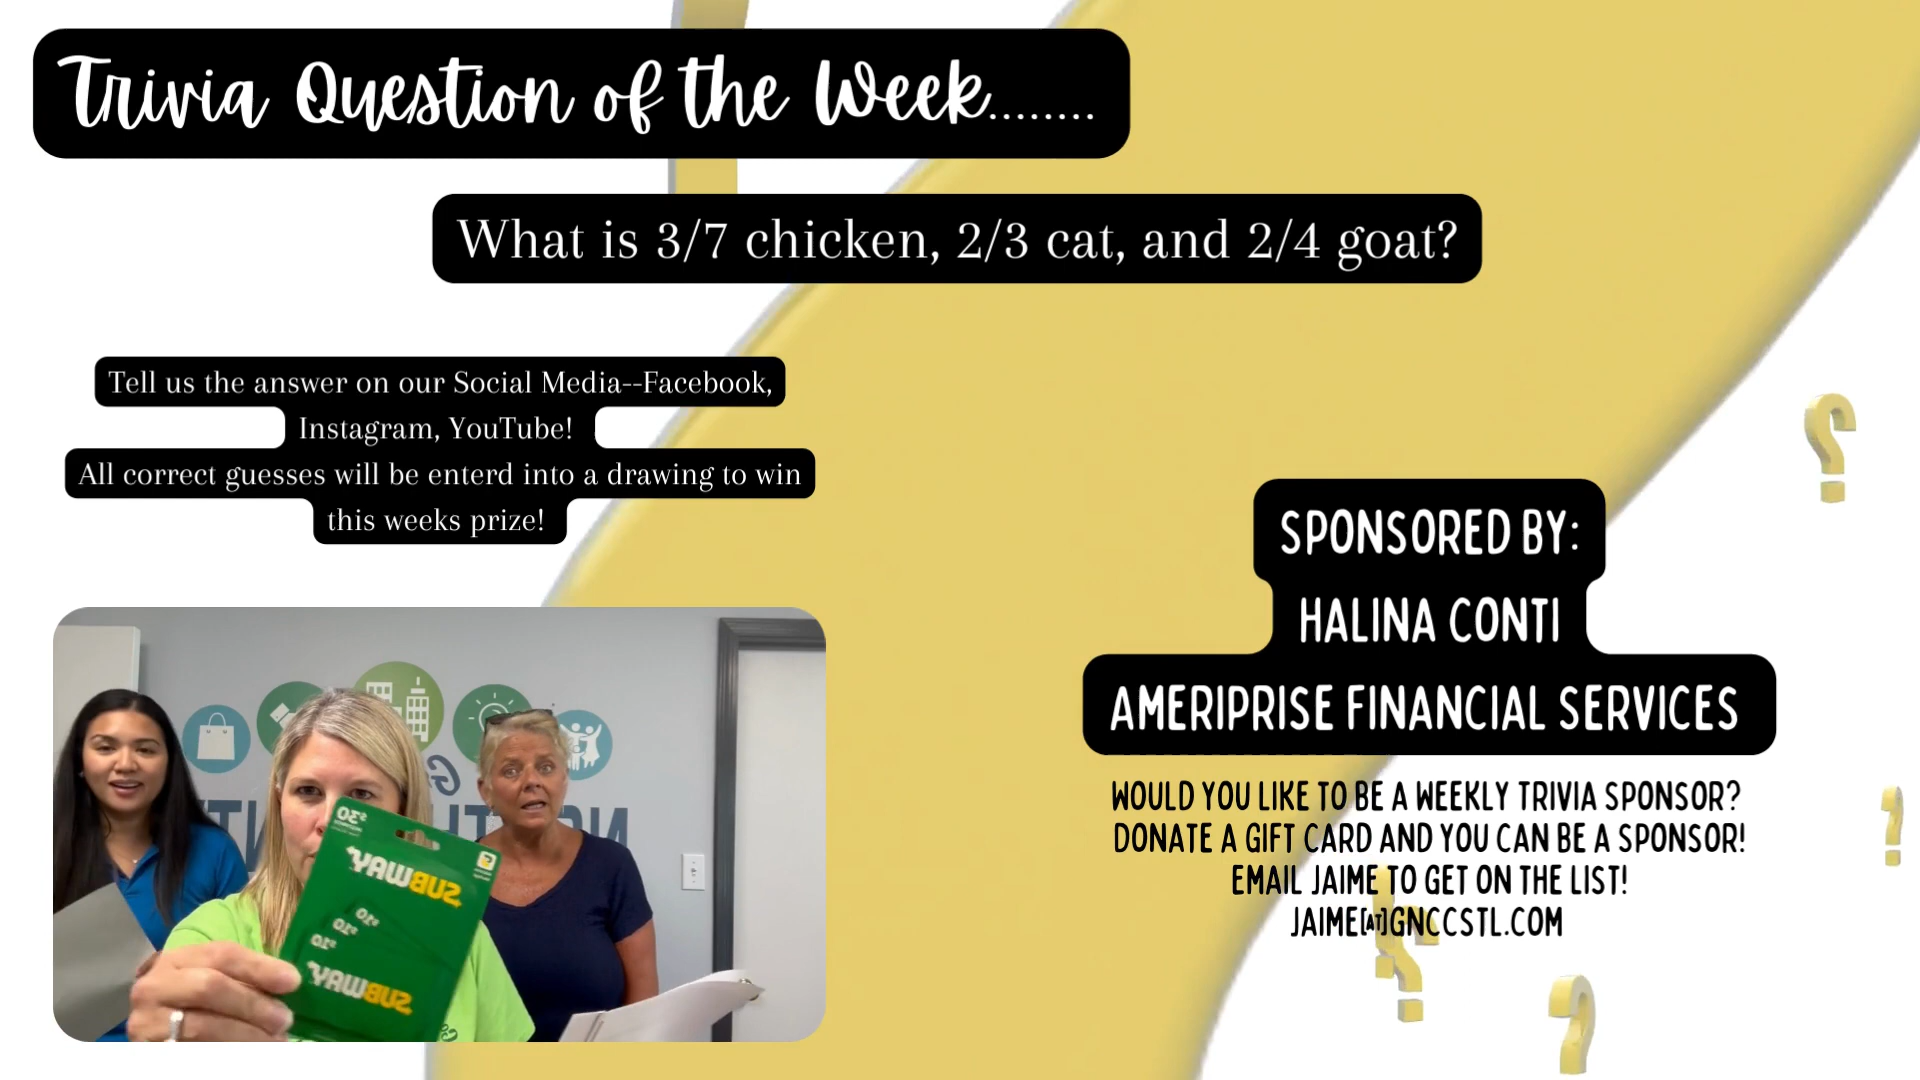 Trivia Question of the Week........
What is 3/7 chicken, 2/3 cat, and 2/4 goat?
Tell us the answer on our Social Media--Facebook,
Instagram, YouTube!
All correct guesses will be enterd into a drawing to win
this weeks prize!
SPONSORED BY:
HALINA CONTI
AMERIPRISE FINANCIAL SERVICES
WOULD YOU LIKE TO BE A WEEKLY TRIVIA SPONSOR?
DONATE A GIFT CARD AND YOU CAN BE A SPONSOR!
EMAIL JAIME TO GET ON THE LIST!
JAIME[AT]GNCCSTL.COM
$30
SUBWAY
$10
$10
$10
SUBWAY